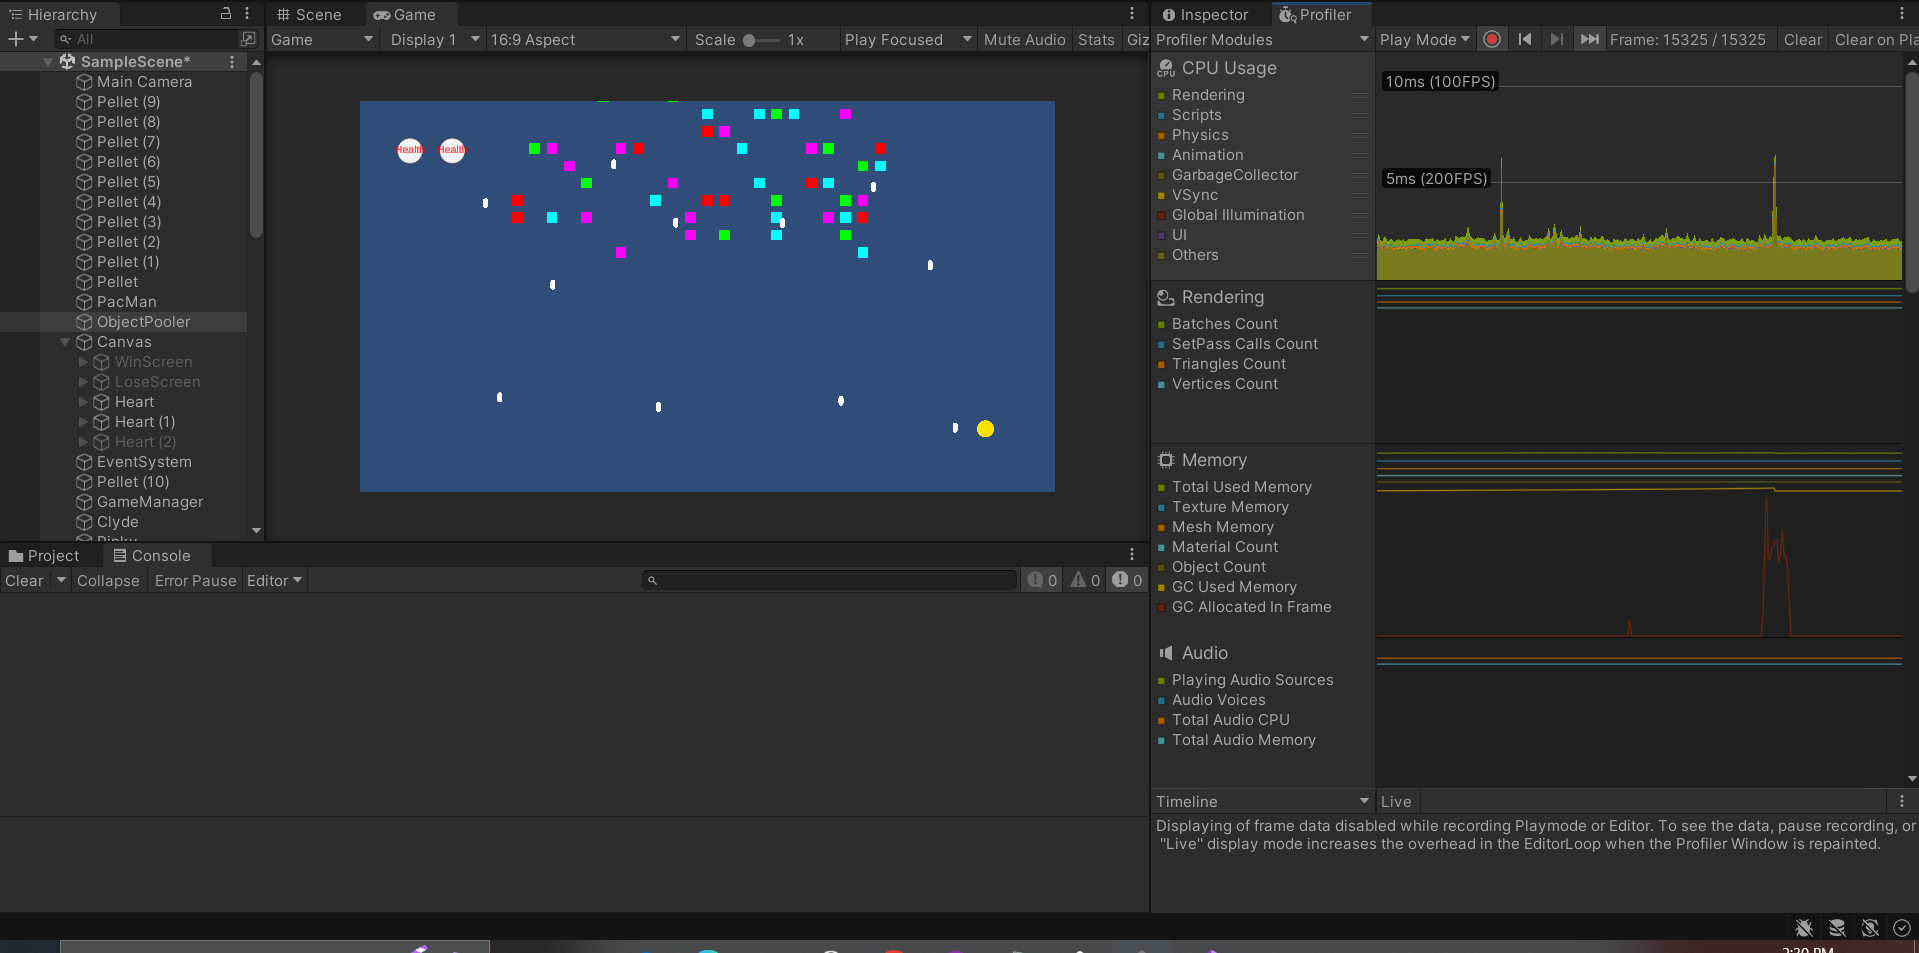 Hierarchy
All
SampleScene*
Main Camera
Pellet (9)
Pellet (8)
Pellet (7)
Pellet (6)
Pellet (5)
Pellet (4)
Pellet (3)
Pellet (2)
Pellet (1)
Pellet
PacMan
ObjectPooler
Canvas
WinScreen
LoseScreen
Heart
Heart (1)
Heart (2)
EventSystem
Pellet (10)
GameManager
Clyde
Pinky
Scene Game
Game Display 1 16:9 Aspect Scale 1x Play Focused Mute Audio Stats Giz
Health Health
Project Console
Clear Collapse Error Pause Editor 0 0 0
Inspector Profiler
Profiler Modules Play Mode Frame: 15325 / 15325 Clear Clear on Pla
CPU Usage
Rendering
Scripts
Physics
Animation
GarbageCollector
VSync
Global Illumination
UI
Others
10ms (100FPS)
5ms (200FPS)
Rendering
Batches Count
SetPass Calls Count
Triangles Count
Vertices Count
Memory
Total Used Memory
Texture Memory
Mesh Memory
Material Count
Object Count
GC Used Memory
GC Allocated In Frame
Audio
Playing Audio Sources
Audio Voices
Total Audio CPU
Total Audio Memory
Timeline Live
Displaying of frame data disabled while recording Playmode or Editor. To see the data, pause recording, or
"Live" display mode increases the overhead in the EditorLoop when the Profiler Window is repainted.